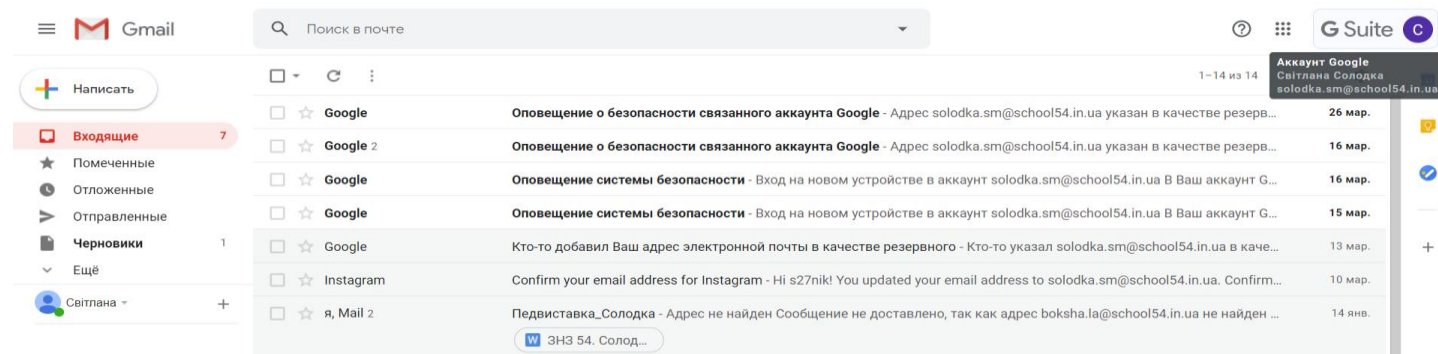 Gmail
Поиск в почте
G Suite
С
Написать
1–14 из 14
Аккаунт Google
Світлана Солодка
solodka.sm@school54.in.ua
Входящие 7
Помеченные
Отложенные
Отправленные
Черновики 1
Ещё
Світлана
Google Оповещение о безопасности связанного аккаунта Google - Адрес solodka.sm@school54.in.ua указан в качестве резерв... 26 мар.
Google 2 Оповещение о безопасности связанного аккаунта Google - Адрес solodka.sm@school54.in.ua указан в качестве резерв... 16 мар.
Google Оповещение системы безопасности - Вход на новом устройстве в аккаунт solodka.sm@school54.in.ua В Ваш аккаунт G... 16 мар.
Google Оповещение системы безопасности - Вход на новом устройстве в аккаунт solodka.sm@school54.in.ua В Ваш аккаунт G... 15 мар.
Google Кто-то добавил Ваш адрес электронной почты в качестве резервного - Кто-то указал solodka.sm@school54.in.ua в каче... 13 мар.
Instagram Confirm your email address for Instagram - Hi s27nik! You updated your email address to solodka.sm@school54.in.ua. Confirm... 10 мар.
я, Mail 2 Педвиставка_Солодка - Адрес не найден Сообщение не доставлено, так как адрес boksha.la@school54.in.ua не найден ... 14 янв.
W ЗНЗ 54. Солод...